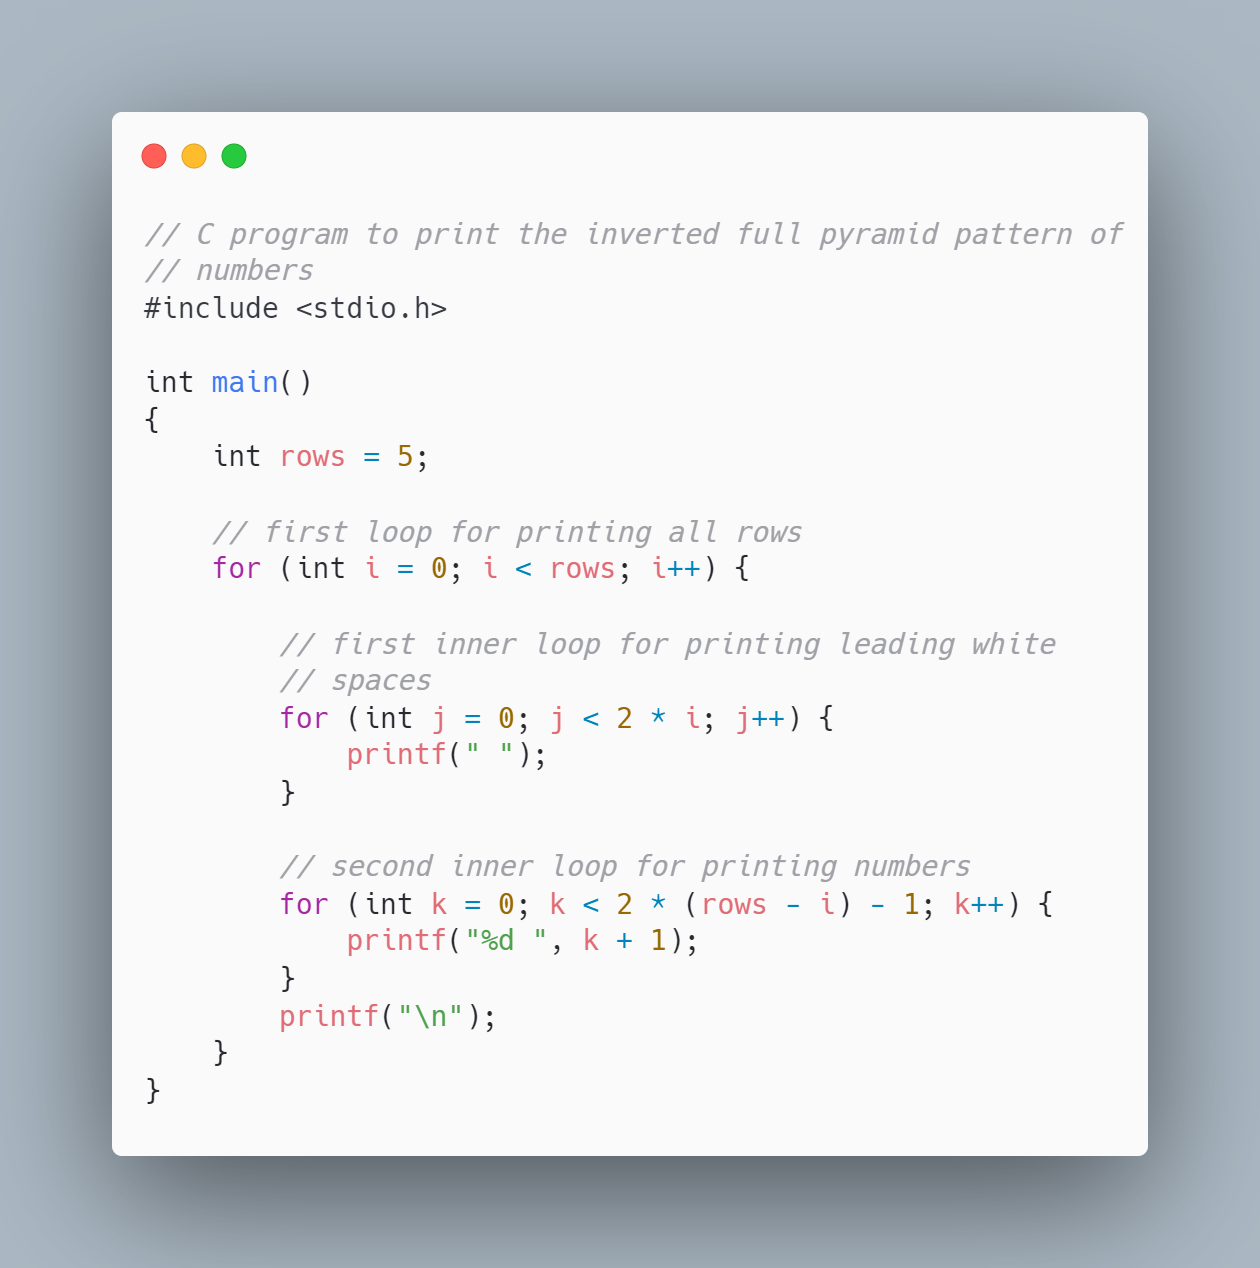 // C program to print the inverted full pyramid pattern of
// numbers
#include <stdio.h>

int main()
{
    int rows = 5;

    // first loop for printing all rows
    for (int i = 0; i < rows; i++) {

        // first inner loop for printing leading white
        // spaces
        for (int j = 0; j < 2 * i; j++) {
            printf(" ");
        }

        // second inner loop for printing numbers
        for (int k = 0; k < 2 * (rows - i) - 1; k++) {
            printf("%d ", k + 1);
        }
        printf("\n");
    }
}